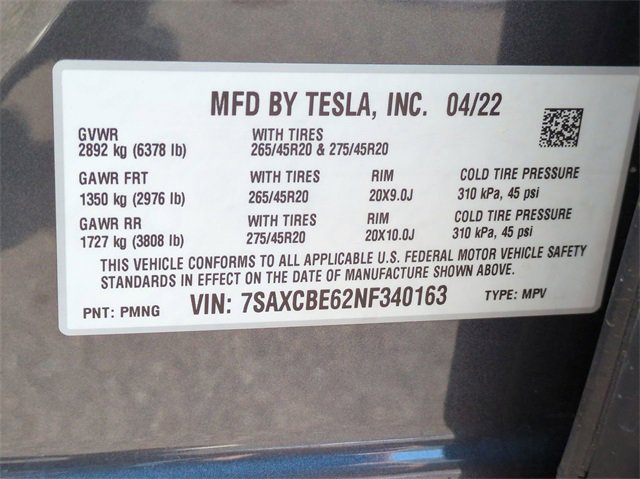 MFD BY TESLA, INC. 04/22
GVWR WITH TIRES
2892 kg (6378 lb) 265/45R20 & 275/45R20
GAWR FRT WITH TIRES RIM COLD TIRE PRESSURE
1350 kg (2976 lb) 265/45R20 20X9.0J 310 kPa, 45 psi
GAWR RR WITH TIRES RIM COLD TIRE PRESSURE
1727 kg (3808 lb) 275/45R20 20X10.0J 310 kPa, 45 psi
THIS VEHICLE CONFORMS TO ALL APPLICABLE U.S. FEDERAL MOTOR VEHICLE SAFETY
STANDARDS IN EFFECT ON THE DATE OF MANUFACTURE SHOWN ABOVE.
PNT: PMNG VIN: 7SAXCBE62NF340163 TYPE: MPV